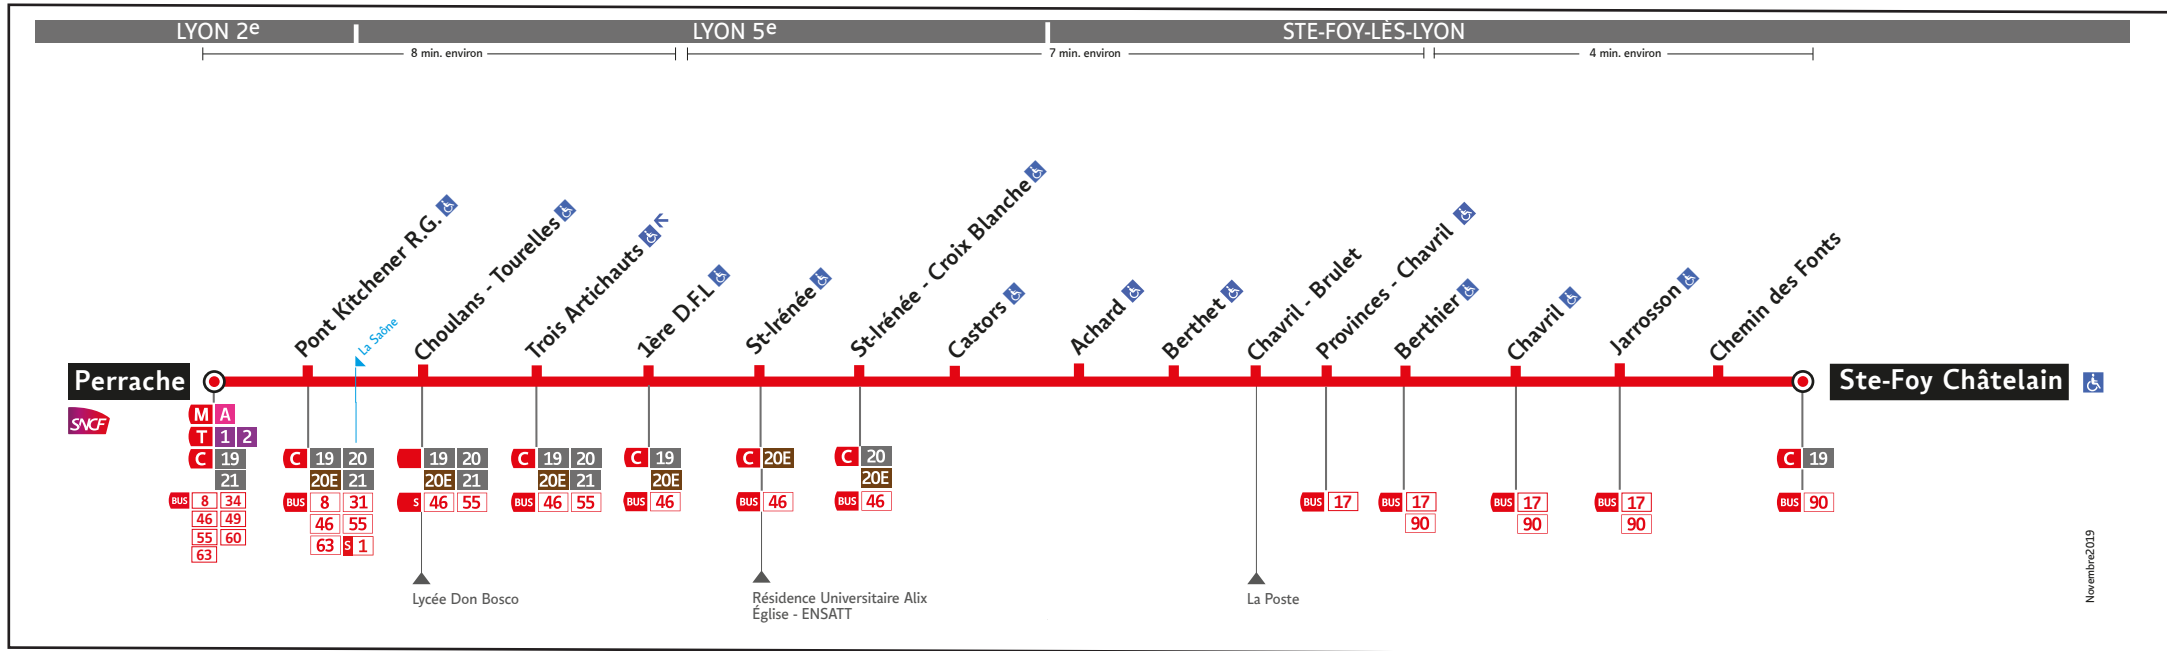 LYON 2e
LYON 5e
STE-FOY-LÈS-LYON
8 min. environ
7 min. environ
4 min. environ
Perrache
Pont Kitchener R.G.
La Saône
Choulans - Tourelles
Trois Artichauts
1ère D.F.L
St-Irénée
St-Irénée - Croix Blanche
Castors
Achard
Berthet
Chavril - Brulet
Provinces - Chavril
Berthier
Chavril
Jarrosson
Chemin des Fonts
Ste-Foy Châtelain
SNCF
M A
T 1 2
C 19
21
BUS 8 34
46 49
55 60
63
C 19 20
20E 21
BUS 8 31
46 55
63 S 1
19 20
20E 21
S 46 55
Lycée Don Bosco
C 19 20
20E 21
BUS 46 55
C 19
20E
BUS 46
C 20E
BUS 46
Résidence Universitaire Alix
Église - ENSATT
C 20
20E
BUS 46
La Poste
BUS 17
BUS 17
90
BUS 17
90
BUS 17
90
C 19
BUS 90
Novembre2019